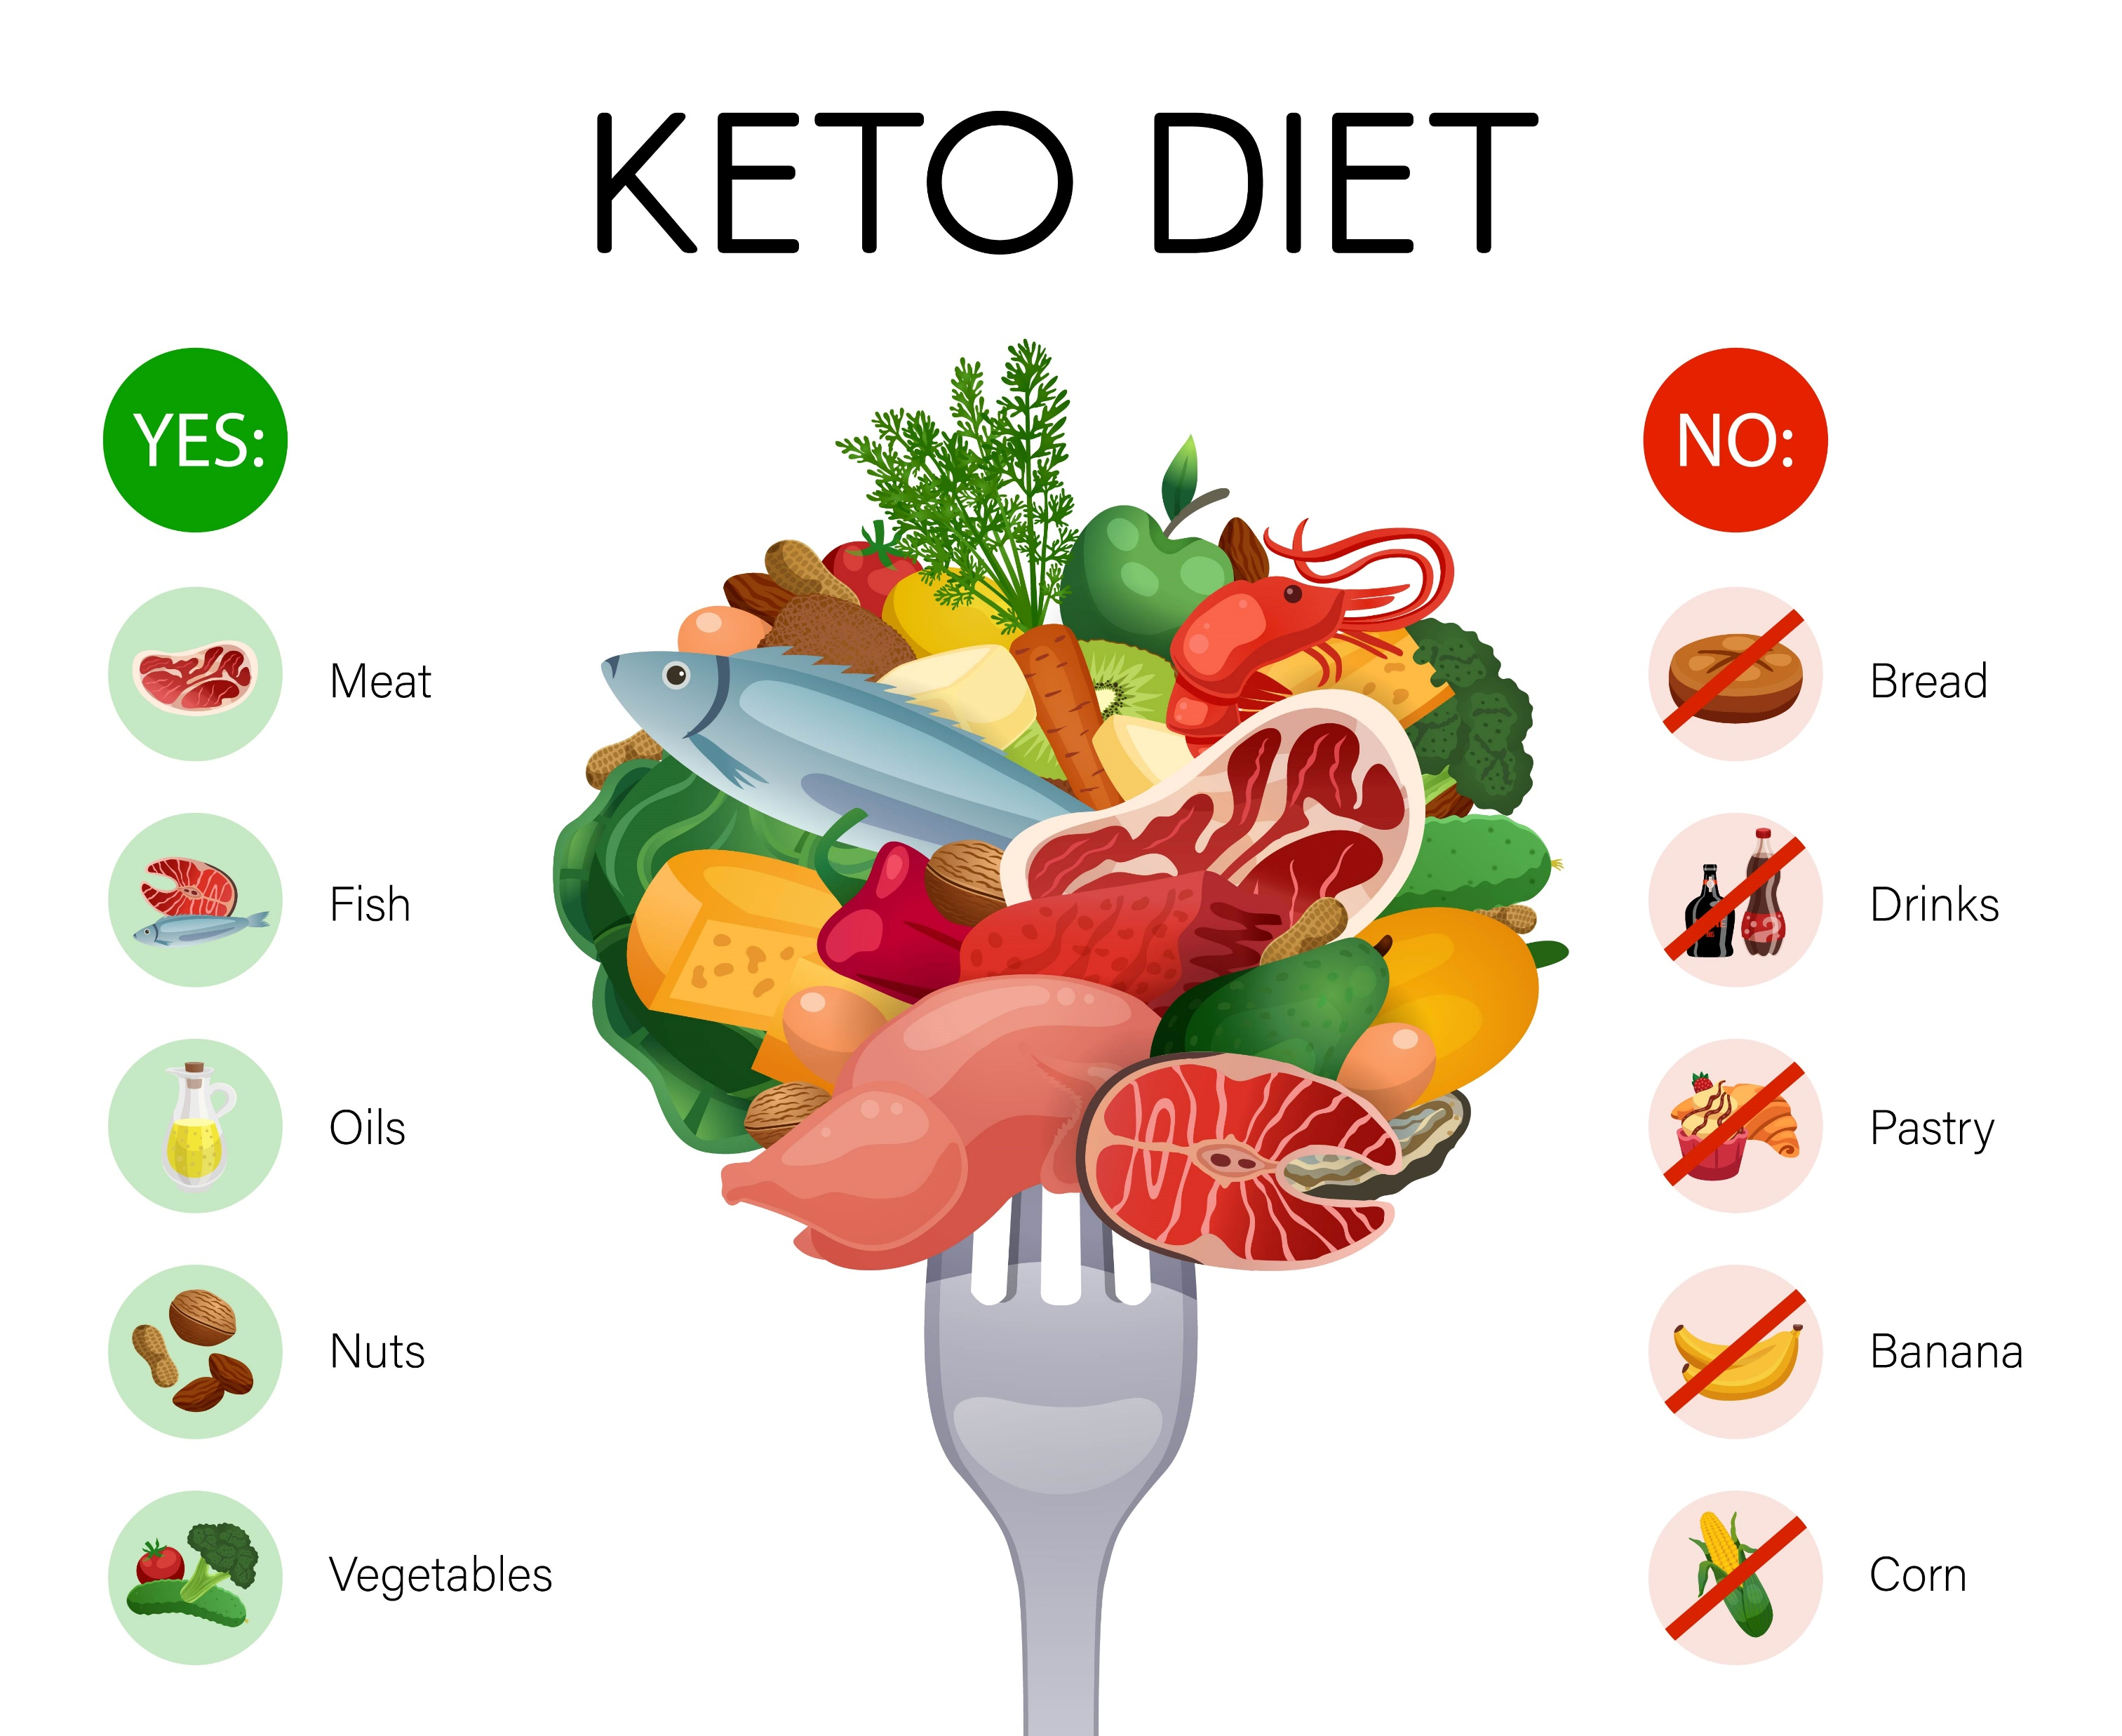 KETO DIET
YES:
Meat
Fish
Oils
Nuts
Vegetables
NO:
Bread
Drinks
Pastry
Banana
Corn